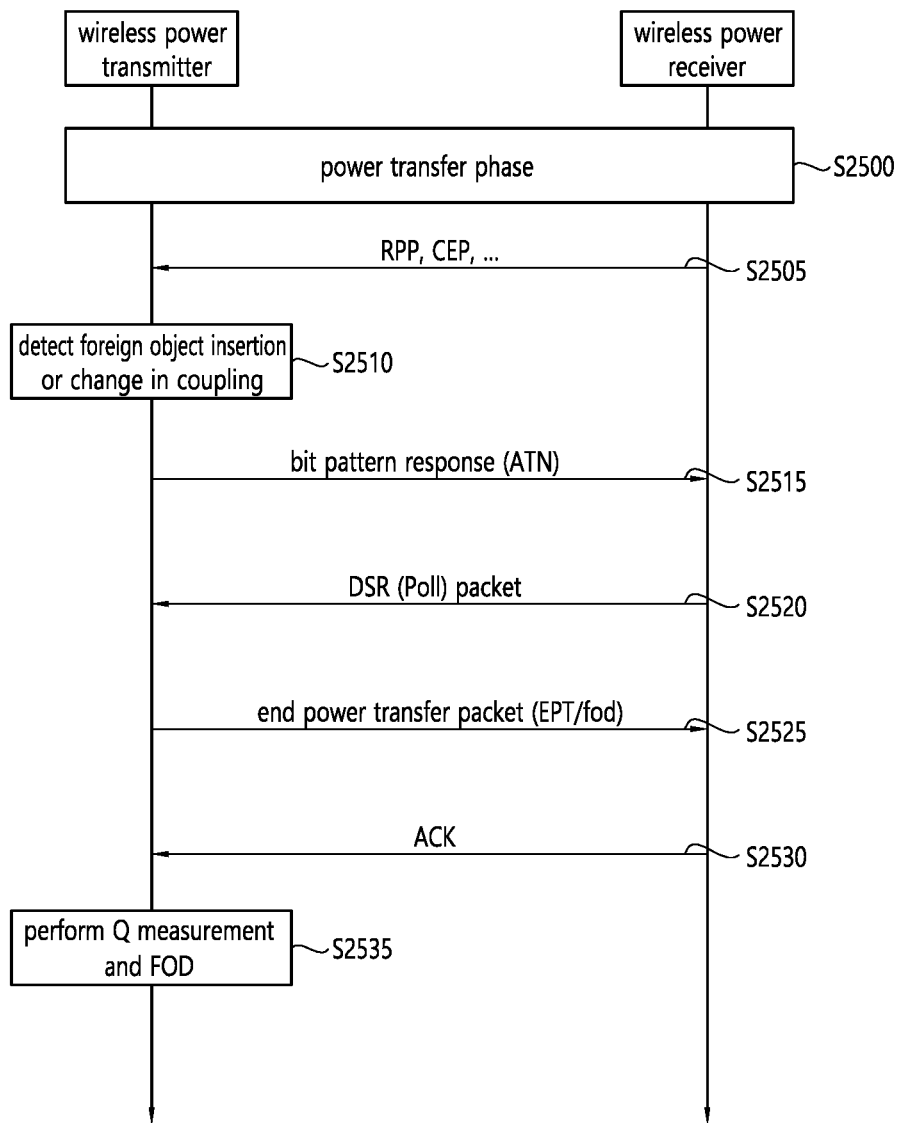 wireless power
transmitter
wireless power
receiver
power transfer phase
S2500
RPP, CEP, ...
S2505
detect foreign object insertion
or change in coupling
S2510
bit pattern response (ATN)
S2515
DSR (Poll) packet
S2520
end power transfer packet (EPT/fod)
S2525
ACK
S2530
perform Q measurement
and FOD
S2535